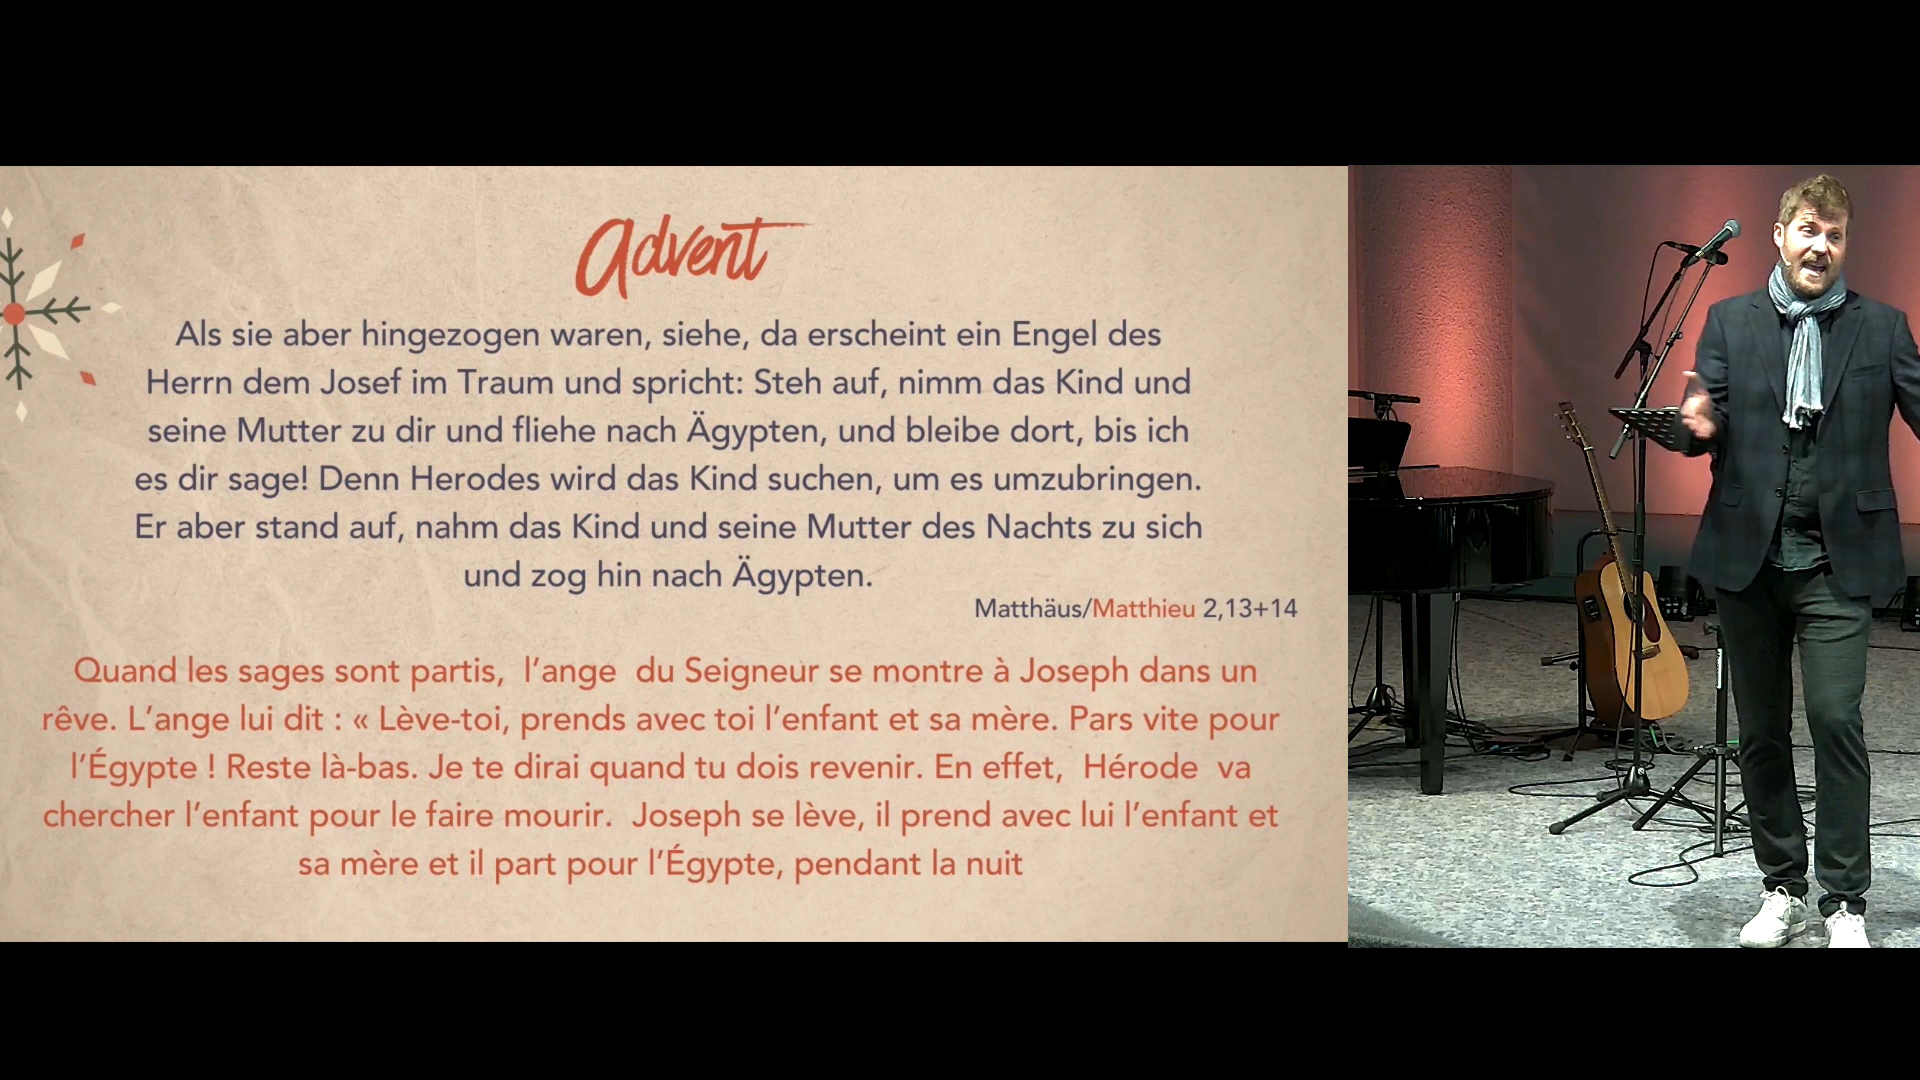 Advent
Als sie aber hingezogen waren, siehe, da erscheint ein Engel des
Herrn dem Josef im Traum und spricht: Steh auf, nimm das Kind und
seine Mutter zu dir und fliehe nach Ägypten, und bleibe dort, bis ich
es dir sage! Denn Herodes wird das Kind suchen, um es umzubringen.
Er aber stand auf, nahm das Kind und seine Mutter des Nachts zu sich
und zog hin nach Ägypten.
Matthäus/Matthieu 2,13+14
Quand les sages sont partis, l’ange du Seigneur se montre à Joseph dans un
rêve. L’ange lui dit : « Lève-toi, prends avec toi l’enfant et sa mère. Pars vite pour
l’Égypte ! Reste là-bas. Je te dirai quand tu dois revenir. En effet, Hérode va
chercher l’enfant pour le faire mourir. Joseph se lève, il prend avec lui l’enfant et
sa mère et il part pour l’Égypte, pendant la nuit